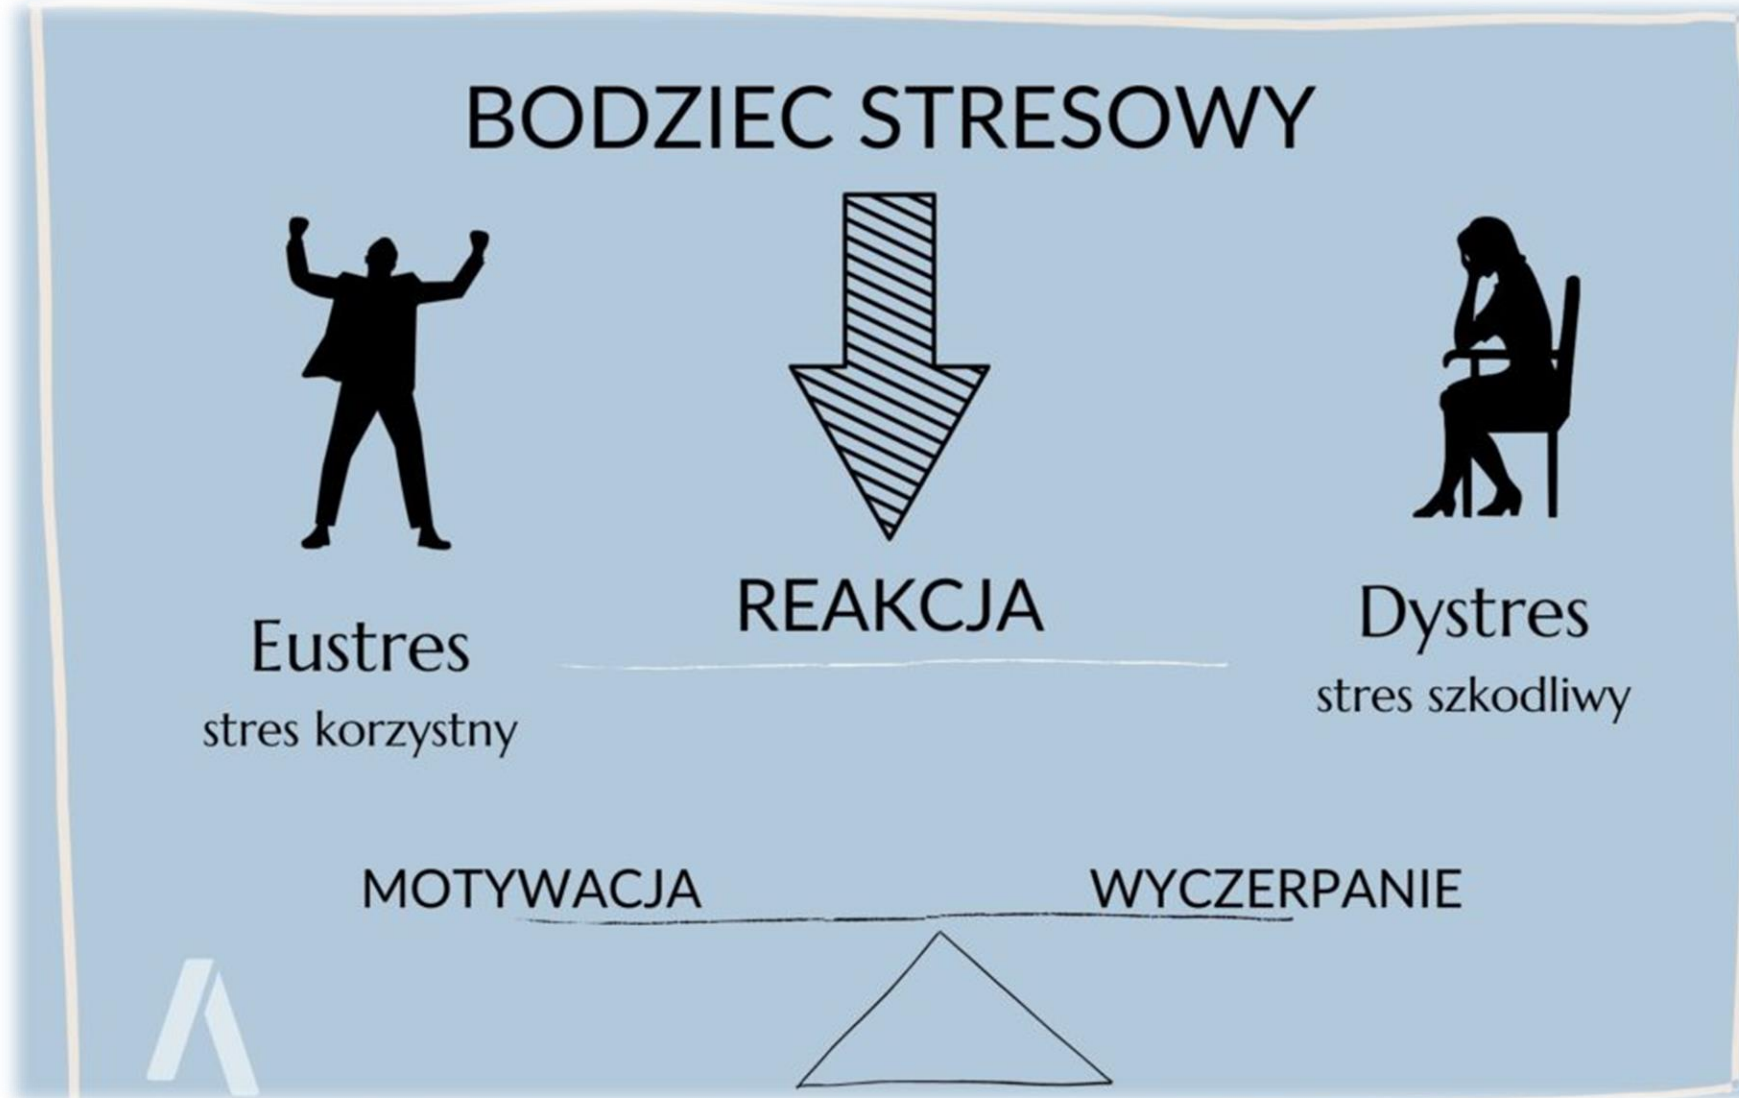 BODZIEC STRESOWY
REAKCJA
Eustres
stres korzystny
Dystres
stres szkodliwy
MOTYWACJA
WYCZERPANIE